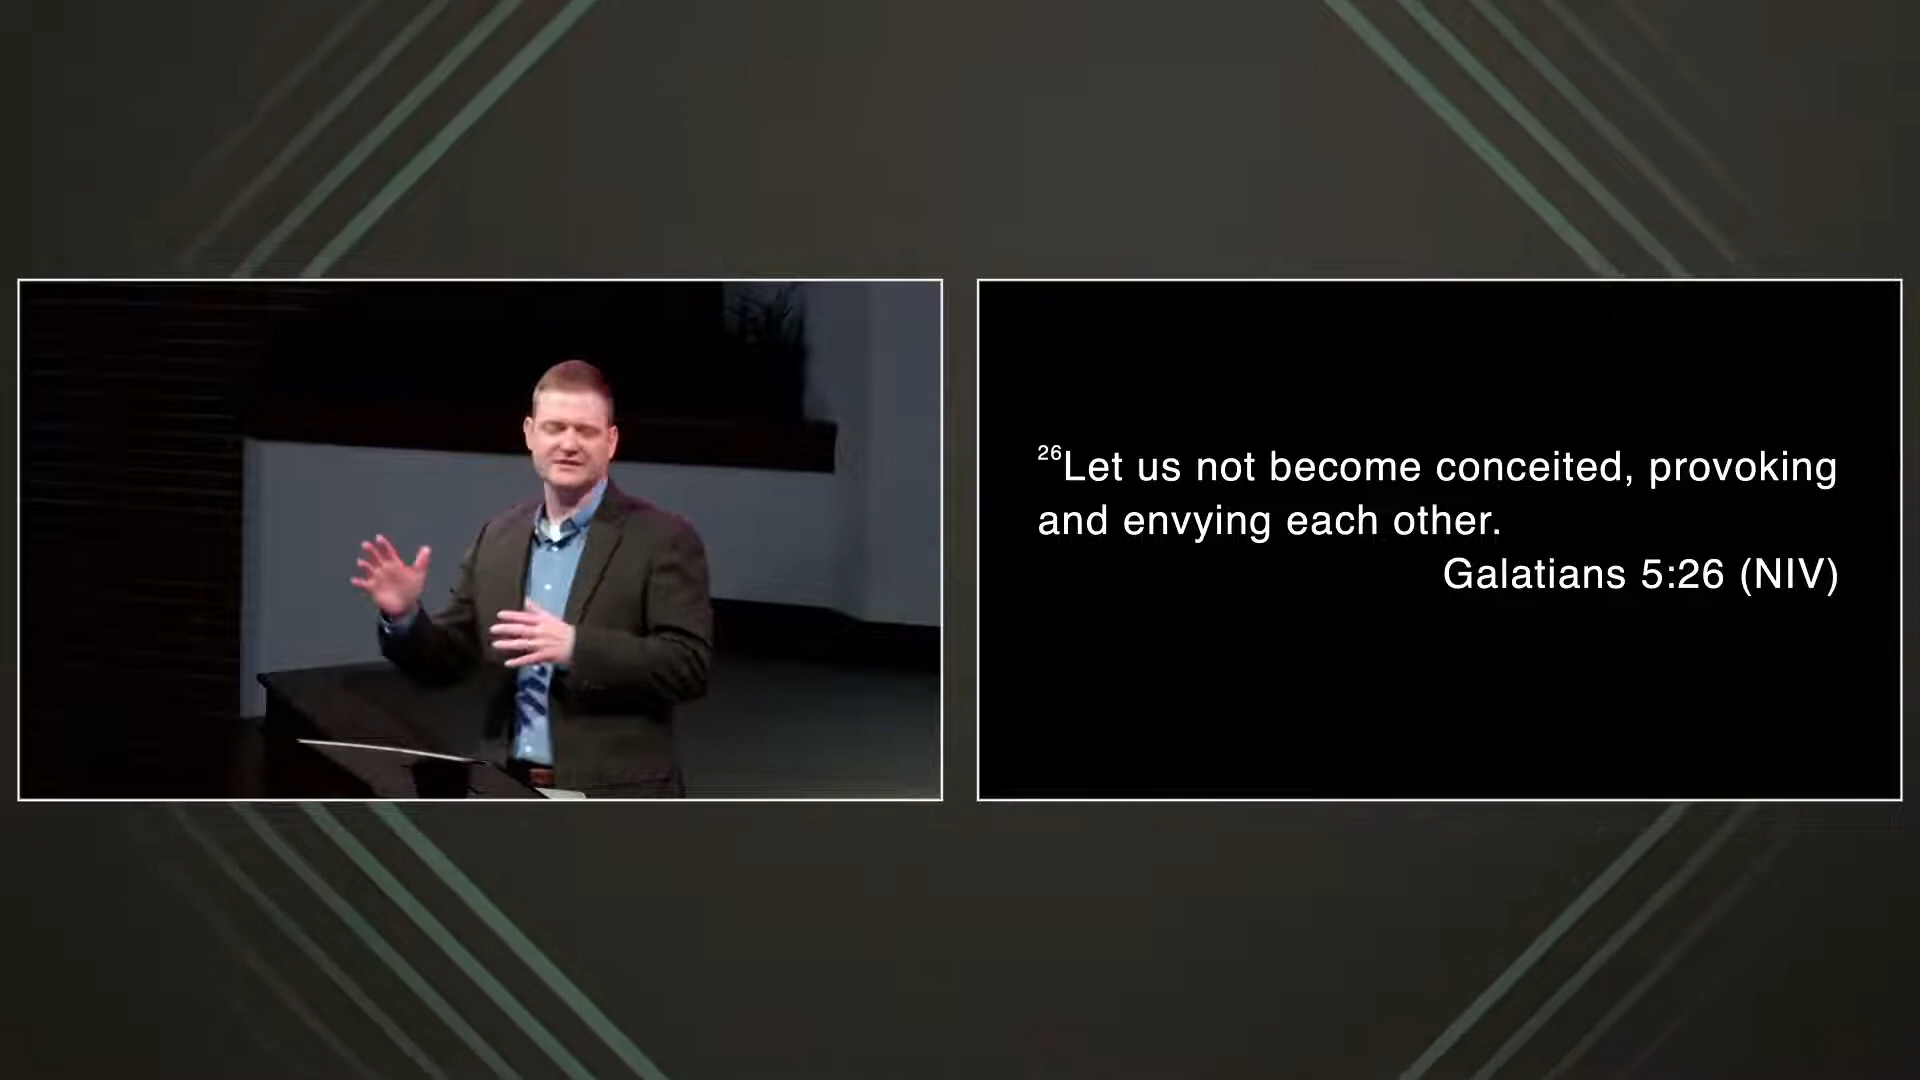 ²⁶Let us not become conceited, provoking
and envying each other.
Galatians 5:26 (NIV)